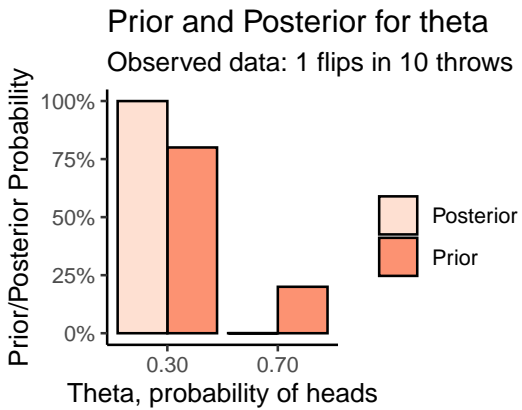 Prior and Posterior for theta
Observed data: 1 flips in 10 throws
Prior/Posterior Probability
100%
75%
50%
25%
0%
0.30
0.70
Theta, probability of heads
Posterior
Prior